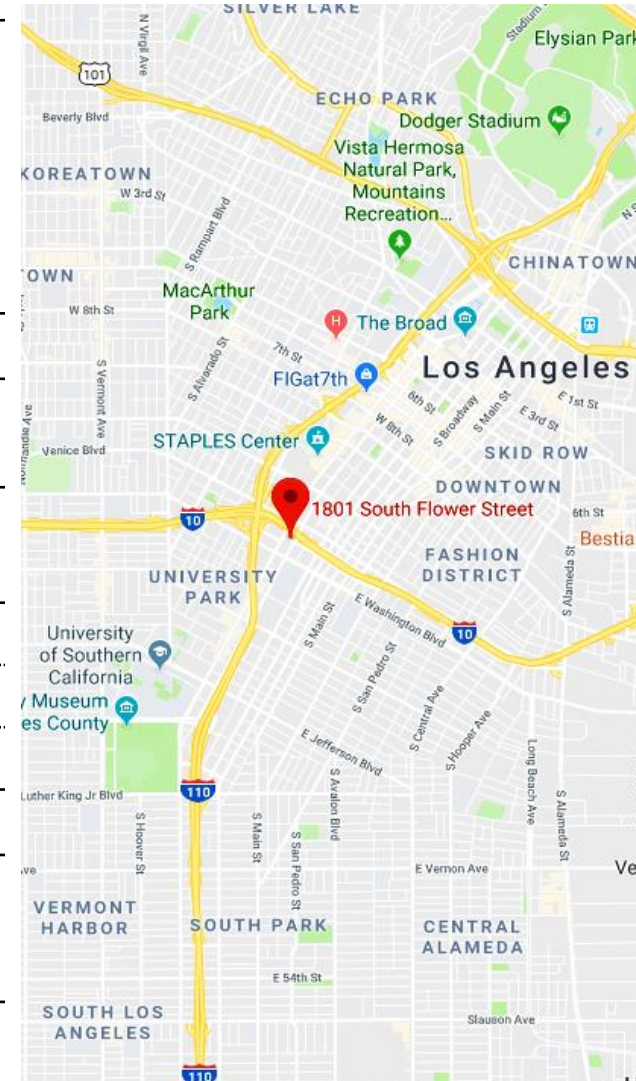 SILVER LAKE
Stadium
Elysian Park
N Virgil Ave
101
ECHO PARK
Beverly Blvd
Dodger Stadium
Vista Hermosa
Natural Park,
Mountains
Recreation...
KOREATOWN
W 3rd St
N S
S Rampart Blvd
CHINATOWN
TOWN
MacArthur
Park
W 8th St
H
The Broad
7th St
Los Angeles
FIGat7th
S Alvarado St
S Vermont Ave
6th St
E 1st St
S Broadway
S Main St
E 3rd St
W 8th St
Normandie Ave
STAPLES Center
Venice Blvd
SKID ROW
DOWNTOWN
1801 South Flower Street
6th St
10
Bestia
FASHION
DISTRICT
UNIVERSITY
PARK
S Alameda St
E Washington Blvd
S Main St
10
University
of Southern
California
S San Pedro St
y Museum
es County
S Central Ave
S Hooper Ave
E Jefferson Blvd
Long Beach Ave
S Avalon Blvd
110
Luther King Jr Blvd
S Alameda St
S Hoover St
S Main St
S San Pedro St
ve
E Vernon Ave
Ve
VERMONT
HARBOR
SOUTH PARK
CENTRAL
ALAMEDA
E 54th St
SOUTH LOS
ANGELES
Slauson Ave
110